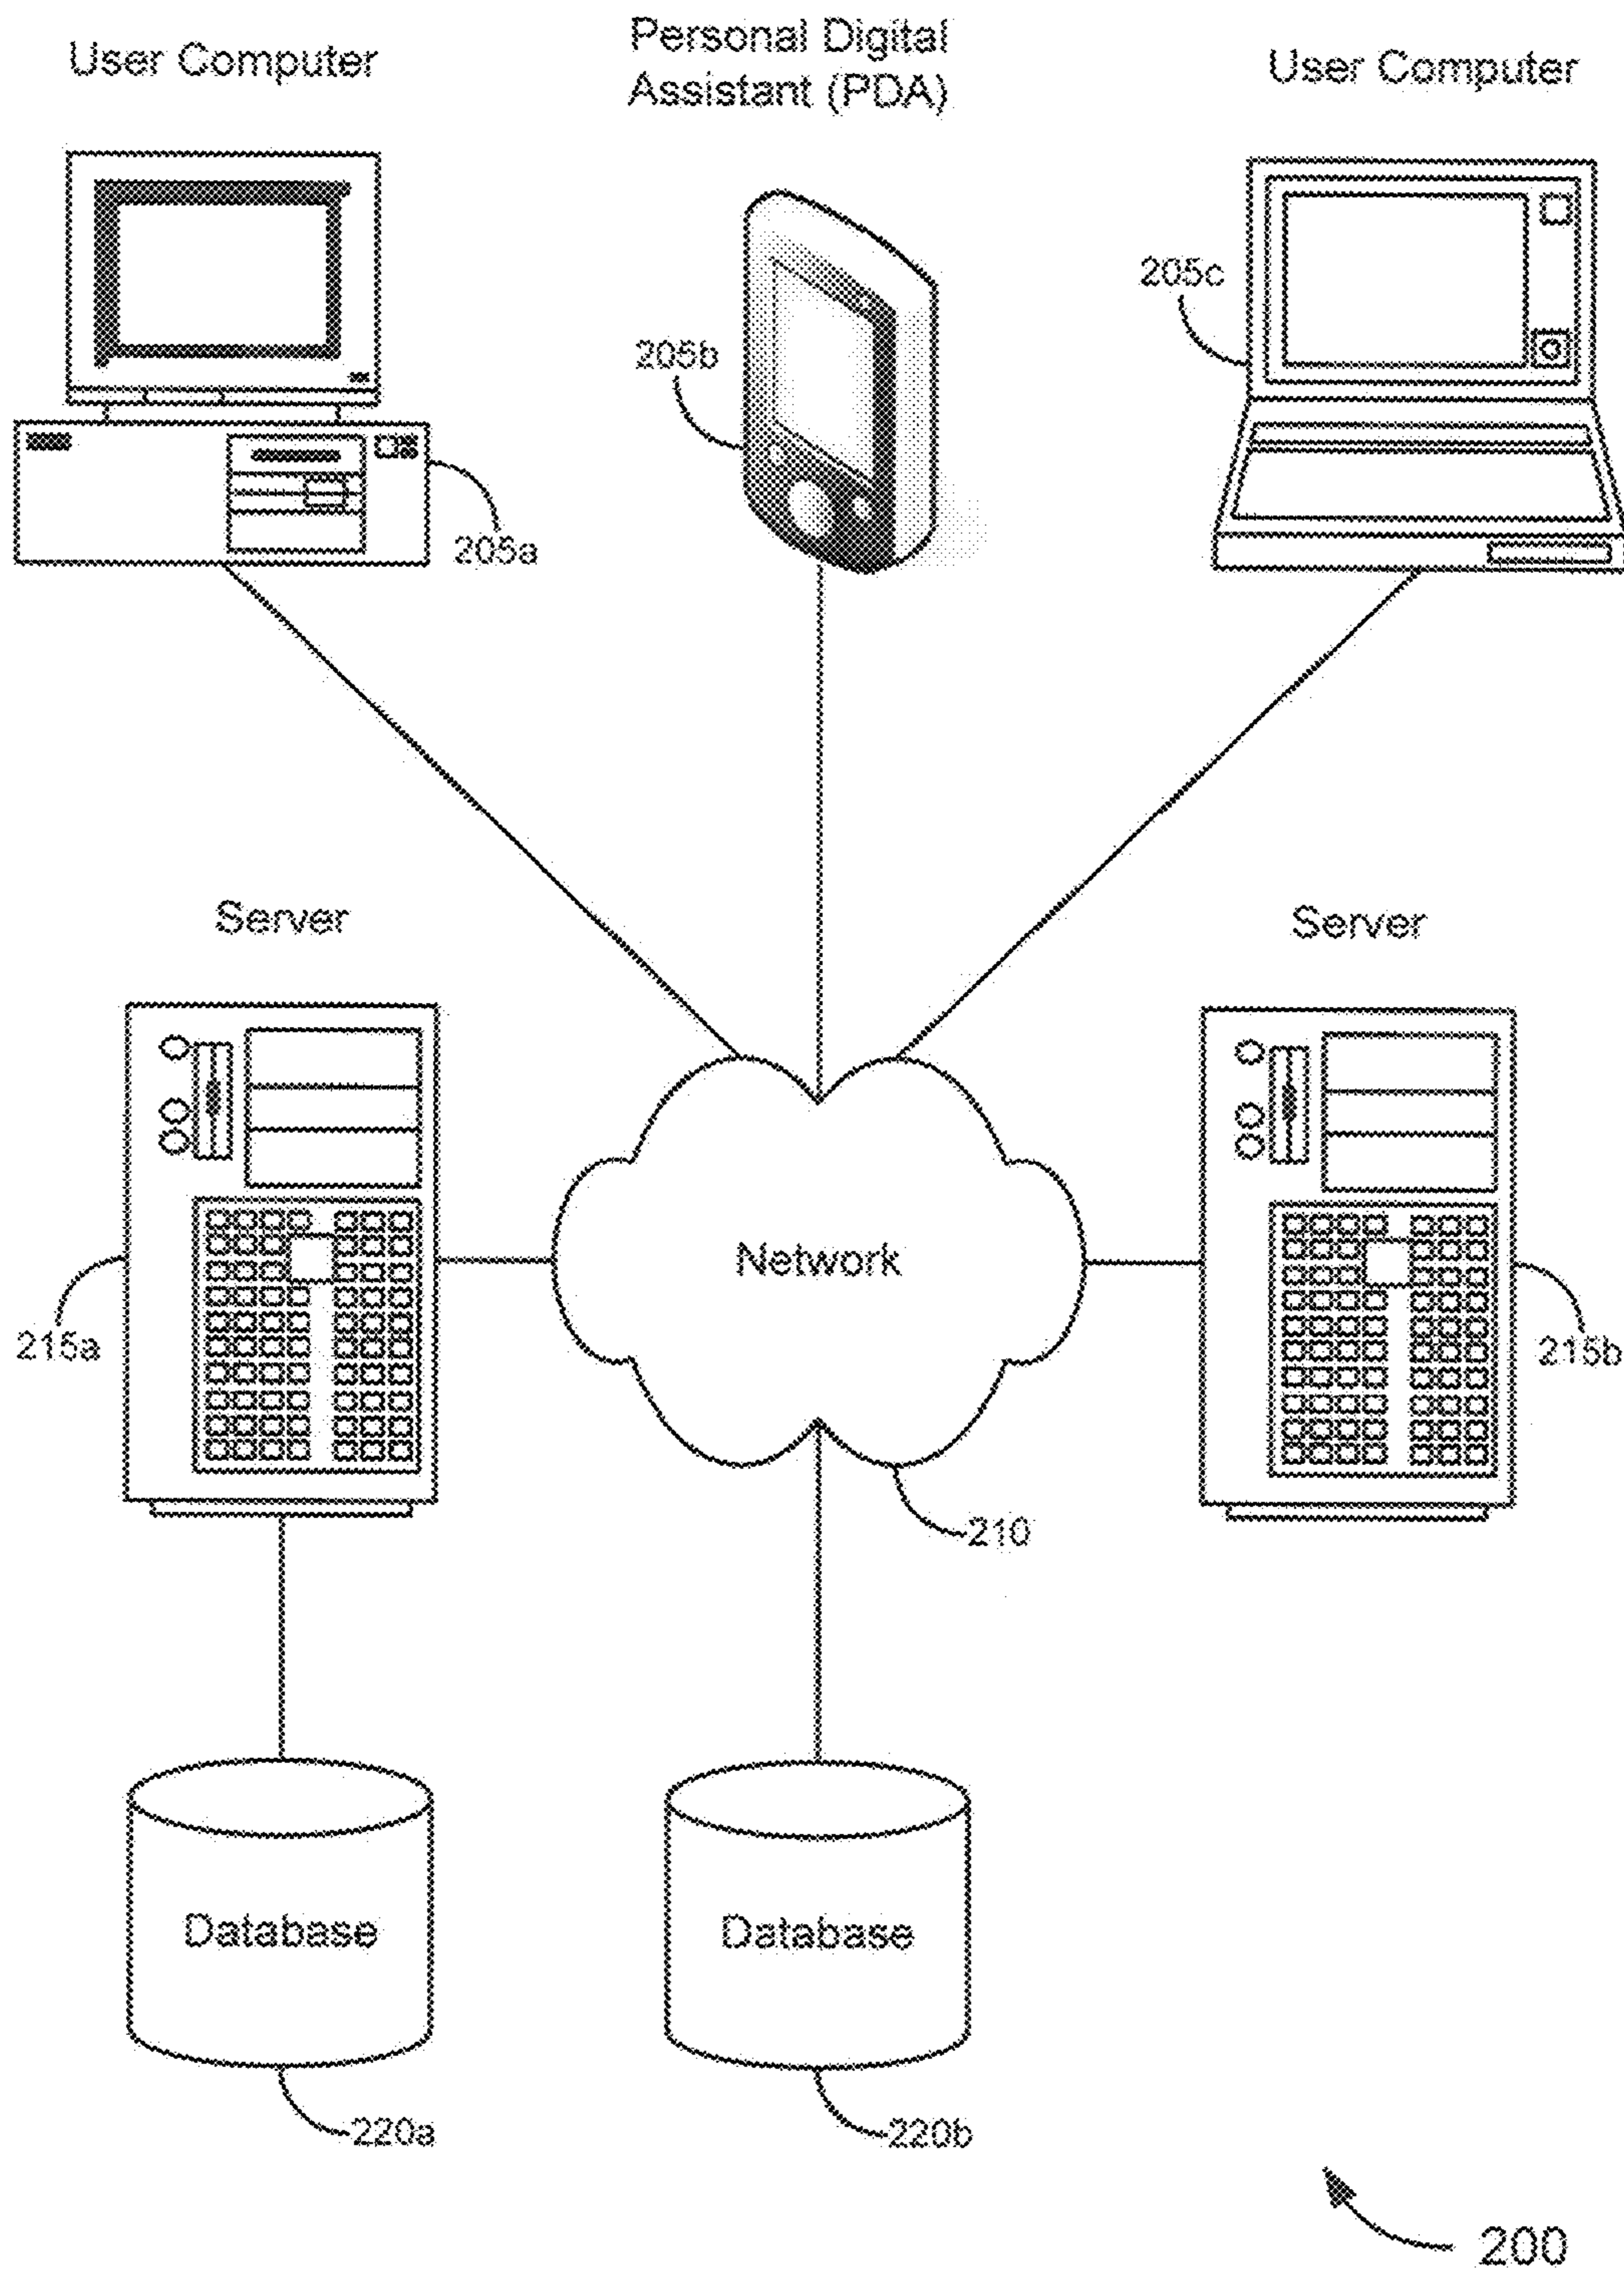 User Computer
Personal Digital
Assistant (PDA)
User Computer
205a
205b
205c
Server
Server
Network
215a
215b
210
Database
Database
220a
220b
200